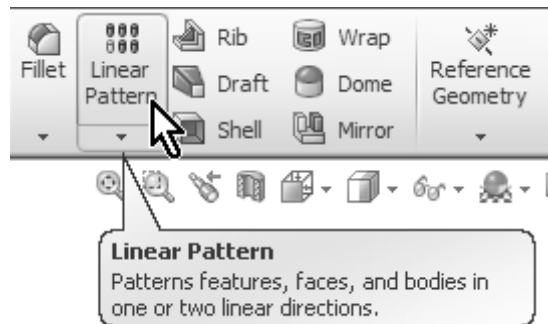 Fillet
Linear
Pattern
Rib
Draft
Shell
Wrap
Dome
Mirror
Reference
Geometry
Linear Pattern
Patterns features, faces, and bodies in
one or two linear directions.